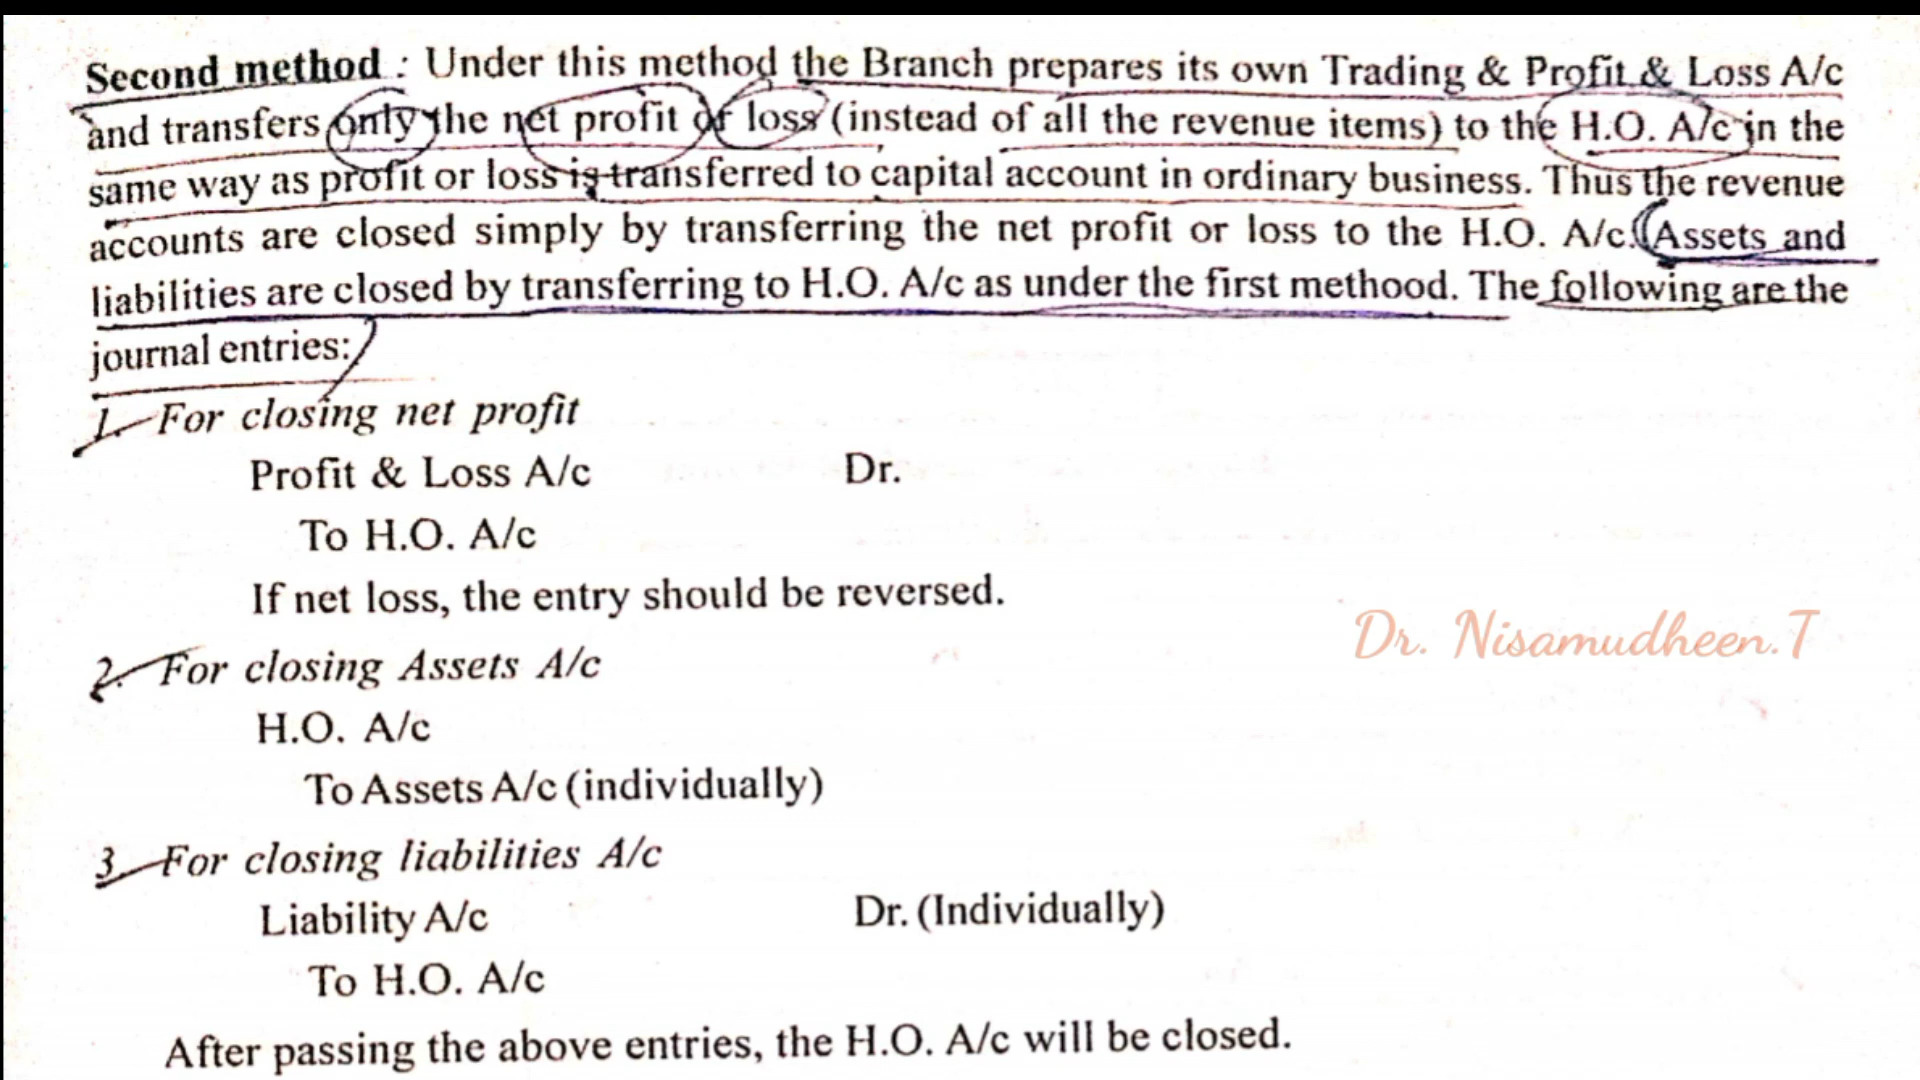 Second method : Under this method the Branch prepares its own Trading & Profit & Loss A/c
and transfers only the net profit or loss (instead of all the revenue items) to the H.O. A/c in the
same way as profit or loss is transferred to capital account in ordinary business. Thus the revenue
accounts are closed simply by transferring the net profit or loss to the H.O. A/c. Assets and
liabilities are closed by transferring to H.O. A/c as under the first methood. The following are the
journal entries:
1. For closing net profit
Profit & Loss A/c Dr.
To H.O. A/c
If net loss, the entry should be reversed.
Dr. Nisamudheen.T
2. For closing Assets A/c
H.O. A/c
To Assets A/c (individually)
3. For closing liabilities A/c
Liability A/c Dr. (Individually)
To H.O. A/c
After passing the above entries, the H.O. A/c will be closed.